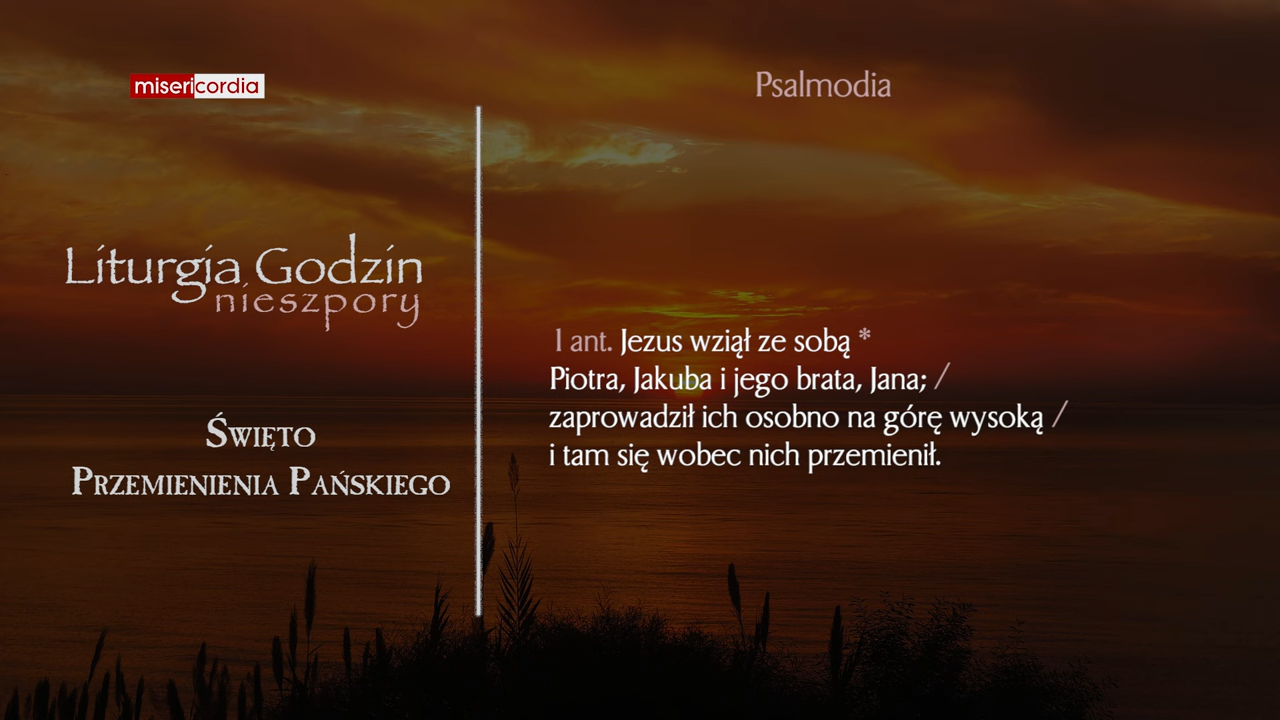 misericordia
Psalmodia
Liturgia Godzin
nieszpory
Święto
Przemienienia Pańskiego
1 ant. Jezus wziął ze sobą *
Piotra, Jakuba i jego brata, Jana; /
zaprowadził ich osobno na górę wysoką /
i tam się wobec nich przemienił.